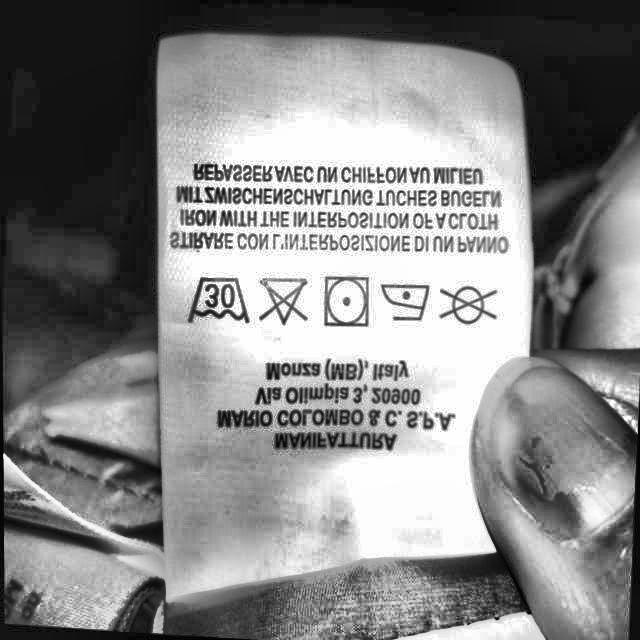 MANIFATTURA
MARIO COLOMBO & C. S.P.A.
Via Olimpia 3, 20900
Monza (MB), Italy
30
STIRARE CON L'INTERPOSIZIONE DI UN PANNO
IRON WITH THE INTERPOSITION OF A CLOTH
MIT ZWISCHENSCHALTUNG TUCHES BUGELN
REPASSER AVEC UN CHIFFON AU MILIEU